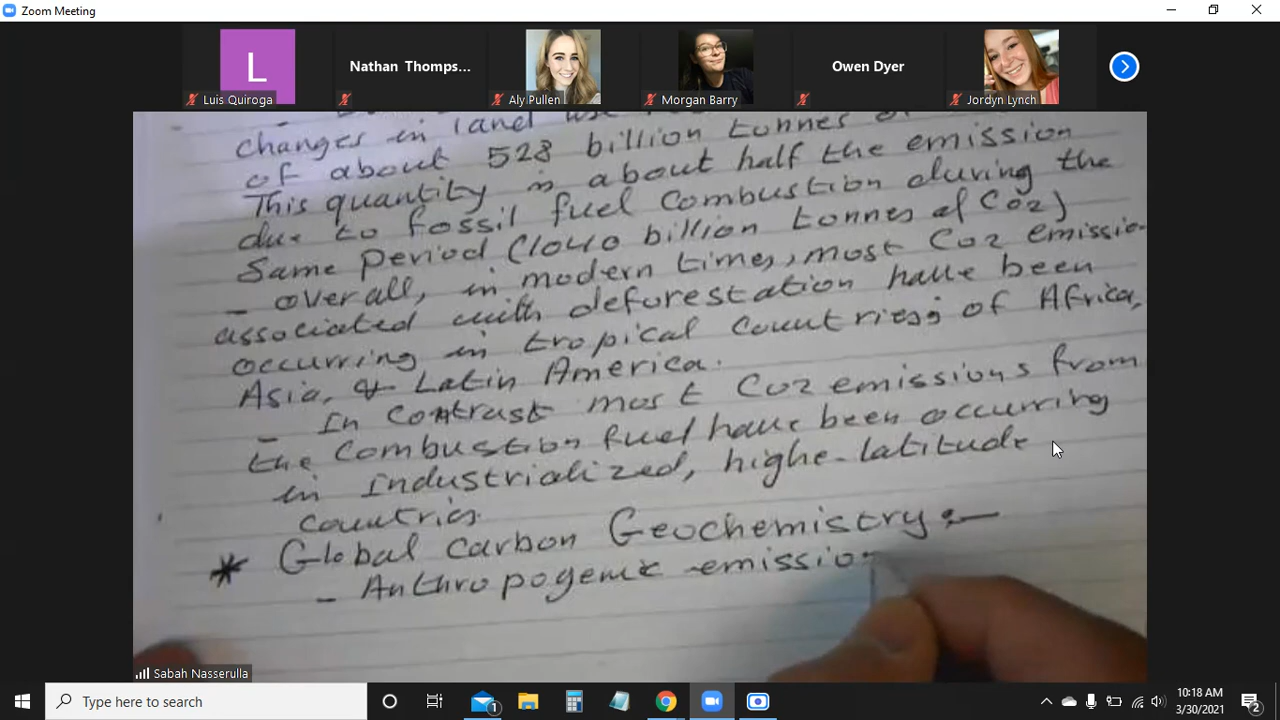 Zoom Meeting
L
Luis Quiroga
Nathan Thomps...
Aly Pullen
Morgan Barry
Owen Dyer
Jordyn Lynch
changes in land use
of about 528 billion tonnes
This quantity is about half the emission
due to fossil fuel combustion during the
Same Period (1040 billion tonnes of CO2)
- overall, in modern times, most CO2 emissio
associated with deforestation have been
occurring in tropical countries of Africa,
Asia, & Latin America.
- In contrast most CO2 emissions from
the combustion fuel have been occurring
in Industrialized, highe-latitude
countries.
* Global carbon Geochemistry:-
- Anthropogenic emission
Sabah Nasserulla
Type here to search
1
10:18 AM
3/30/2021
2